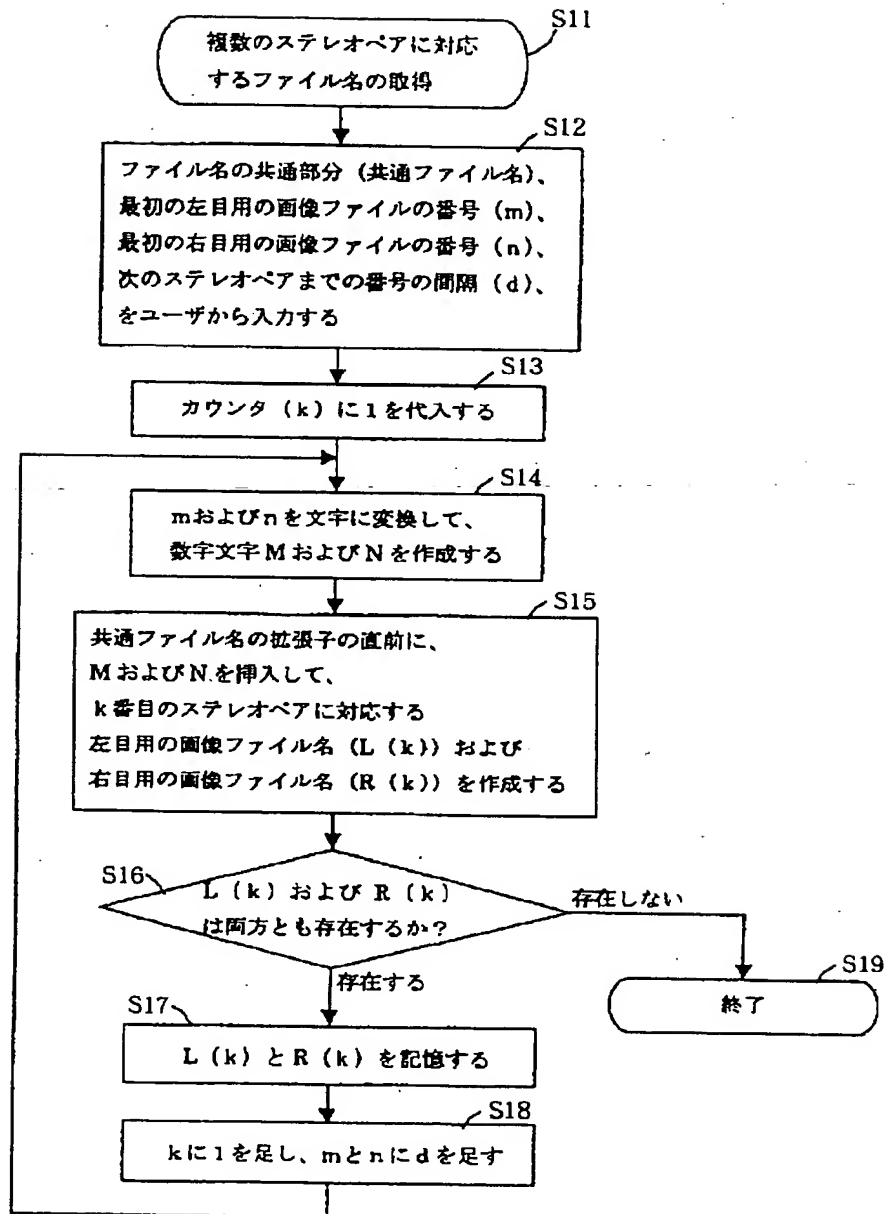 S11
複数のステレオペアに対応
するファイル名の取得
S12
ファイル名の共通部分（共通ファイル名）、
最初の左目用の画像ファイルの番号（m）、
最初の右目用の画像ファイルの番号（n）、
次のステレオペアまでの番号の間隔（d）、
をユーザから入力する
S13
カウンタ（k）に1を代入する
S14
mおよびnを文字に変換して、
数字文字MおよびNを作成する
S15
共通ファイル名の拡張子の直前に、
MおよびNを挿入して、
k番目のステレオペアに対応する
左目用の画像ファイル名（L（k））および
右目用の画像ファイル名（R（k））を作成する
S16
L（k）およびR（k）
は両方とも存在するか？
存在しない
S19
終了
存在する
S17
L（k）とR（k）を記憶する
S18
kに1を足し、mとnにdを足す